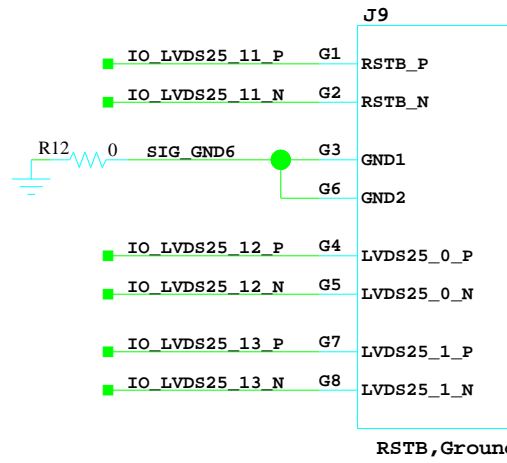 J9
IO_LVDS25_11_P G1 RSTB_P
IO_LVDS25_11_N G2 RSTB_N
R12 0 SIG_GND6 G3 GND1
G6 GND2
IO_LVDS25_12_P G4 LVDS25_0_P
IO_LVDS25_12_N G5 LVDS25_0_N
IO_LVDS25_13_P G7 LVDS25_1_P
IO_LVDS25_13_N G8 LVDS25_1_N
RSTB,Ground